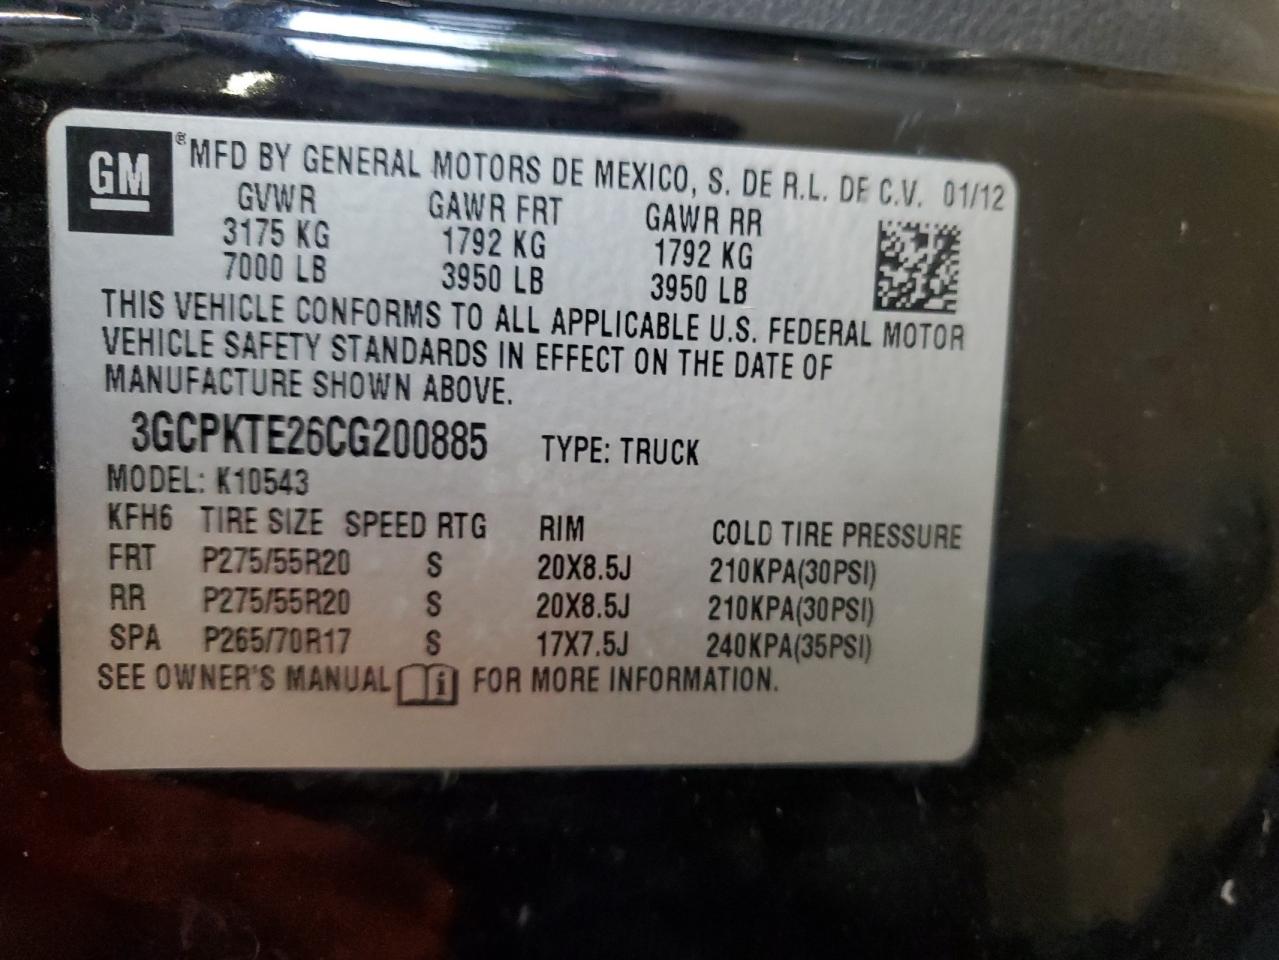 GM ® MFD BY GENERAL MOTORS DE MEXICO, S. DE R.L. DE C.V. 01/12
GVWR GAWR FRT GAWR RR
3175 KG 1792 KG 1792 KG
7000 LB 3950 LB 3950 LB
THIS VEHICLE CONFORMS TO ALL APPLICABLE U.S. FEDERAL MOTOR
VEHICLE SAFETY STANDARDS IN EFFECT ON THE DATE OF
MANUFACTURE SHOWN ABOVE.
3GCPKTE26CG200885 TYPE: TRUCK
MODEL: K10543
KFH6 TIRE SIZE SPEED RTG RIM COLD TIRE PRESSURE
FRT P275/55R20 S 20X8.5J 210KPA(30PSI)
RR P275/55R20 S 20X8.5J 210KPA(30PSI)
SPA P265/70R17 S 17X7.5J 240KPA(35PSI)
SEE OWNER'S MANUAL i FOR MORE INFORMATION.